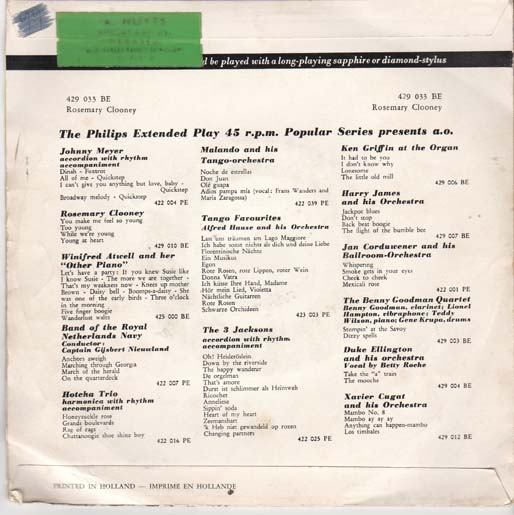 d be played with a long-playing sapphire or diamond-stylus
429 033 BE
Rosemary Clooney
429 033 BE
Rosemary Clooney
The Philips Extended Play 45 r.p.m. Popular Series presents a.o.
Johnny Meyer
accordion with rhythm
accompaniment
Dinah - Foxtrot
All of me - Quickstep
I can't give you anything but love, baby -
Quickstep
Broadway melody - Quickstep
422 004 PE
Rosemary Clooney
You make me feel so young
Too young
While we're young
Young at heart
429 010 BE
Winifred Atwell and her
"Other Piano"
Let's have a party: If you knew Susie like
I know Susie - The more we are together -
That's my weakness now - Knees up mother
Brown - Daisy bell - Boomps-a-daisy - She
was one of the early birds - Three o'clock
in the morning
Five finger boogie
Wanderlust waltz
425 000 BE
Band of the Royal
Netherlands Navy
Conductor:
Captain Gijsbert Nieuwland
Anchors aweigh
Marching through Georgia
March of the herald
On the quarterdeck
422 007 PE
Hotcha Trio
harmonica with rhythm
accompaniment
Honeysuckle rose
Grands boulevards
Rag of rags
Chattanoogie shoe shine boy
422 016 PE
Malando and his
Tango-orchestra
Noche de estrellas
Don Juan
Olé guapa
Adios pampa mia (vocal: Frans Wanders and
Maria Zaragossa)
422 039 PE
Tango Favourites
Alfred Hause and his Orchestra
Lass uns träumen am Lago Maggiore
Ich habe sonst nichts als dich und deine Liebe
Florentinische Nächte
Ein Musikus
Egon
Rote Rosen, rote Lippen, roter Wein
Donna Vatra
Ich küsse Ihre Hand, Madame
Hör mein Lied, Violetta
Nächtliche Guitarren
Rote Rosen
Schwarze Orchideen
423 003 PE
The 3 Jacksons
accordion with rhythm
accompaniment
Oh! Heideröslein
Down by the riverside
The happy wanderer
De orgelman
That's amore
Durst ist schlimmer als Heimweh
Ricochet
Anneliese
Sippin' soda
Heart of my heart
Zeemanshart
'k Heb niet gewandeld op rozen
Changing partners
422 025 PE
Ken Griffin at the Organ
It had to be you
I don't know why
Lonesome
The little old mill
429 006 BE
Harry James
and his Orchestra
Jackpot blues
Don't stop
Back beat boogie
The flight of the bumble bee
429 007 BE
Jan Corduwener and his
Ballroom-Orchestra
Whispering
Smoke gets in your eyes
Cheek to cheek
Mexicali rose
422 001 PE
The Benny Goodman Quartet
Benny Goodman, clarinet; Lionel
Hampton, vibraphone; Teddy
Wilson, piano; Gene Krupa, drums
Stompin' at the Savoy
Dizzy spells
429 003 BE
Duke Ellington
and his orchestra
Vocal by Betty Roche
Take the "a" train
The mooche
429 004 BE
Xavier Cugat
and his Orchestra
Mambo No. 8
Mambo ay ay ay
Anything can happen-mambo
Los timbales
429 012 BE
PRINTED IN HOLLAND — IMPRIMÉ EN HOLLANDE